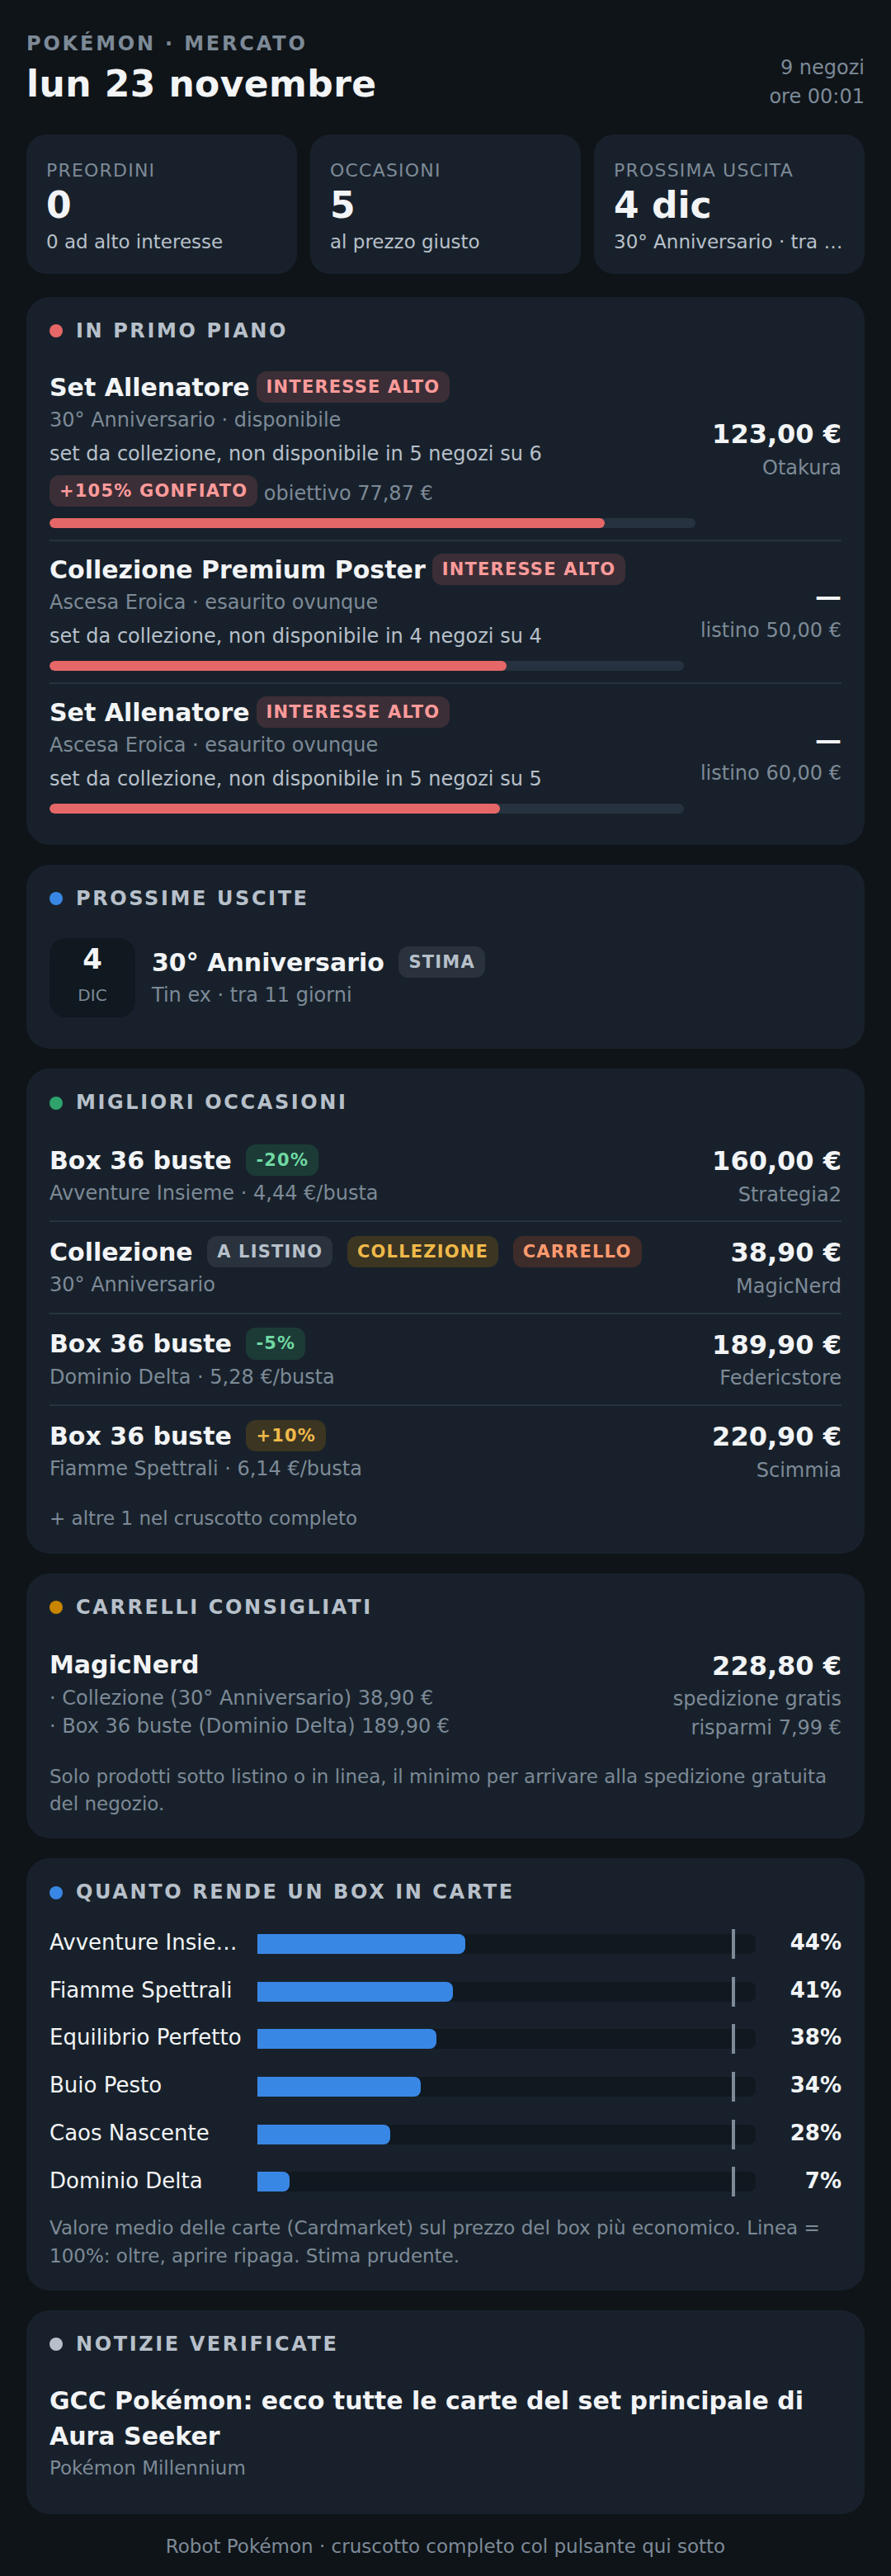 POKÉMON · MERCATO
lun 23 novembre
9 negozi
ore 00:01
PREORDINI
0
0 ad alto interesse
OCCASIONI
5
al prezzo giusto
PROSSIMA USCITA
4 dic
30° Anniversario · tra …
IN PRIMO PIANO
Set Allenatore INTERESSE ALTO
30° Anniversario · disponibile
set da collezione, non disponibile in 5 negozi su 6
+105% GONFIATO obiettivo 77,87 €
123,00 €
Otakura
Collezione Premium Poster INTERESSE ALTO
Ascesa Eroica · esaurito ovunque
set da collezione, non disponibile in 4 negozi su 4
—
listino 50,00 €
Set Allenatore INTERESSE ALTO
Ascesa Eroica · esaurito ovunque
set da collezione, non disponibile in 5 negozi su 5
—
listino 60,00 €
PROSSIME USCITE
4
DIC
30° Anniversario STIMA
Tin ex · tra 11 giorni
MIGLIORI OCCASIONI
Box 36 buste -20%
Avventure Insieme · 4,44 €/busta
160,00 €
Strategia2
Collezione A LISTINO COLLEZIONE CARRELLO
30° Anniversario
38,90 €
MagicNerd
Box 36 buste -5%
Dominio Delta · 5,28 €/busta
189,90 €
Federicstore
Box 36 buste +10%
Fiamme Spettrali · 6,14 €/busta
220,90 €
Scimmia
+ altre 1 nel cruscotto completo
CARRELLI CONSIGLIATI
MagicNerd
· Collezione (30° Anniversario) 38,90 €
· Box 36 buste (Dominio Delta) 189,90 €
228,80 €
spedizione gratis
risparmi 7,99 €
Solo prodotti sotto listino o in linea, il minimo per arrivare alla spedizione gratuita
del negozio.
QUANTO RENDE UN BOX IN CARTE
Avventure Insie… 44%
Fiamme Spettrali 41%
Equilibrio Perfetto 38%
Buio Pesto 34%
Caos Nascente 28%
Dominio Delta 7%
Valore medio delle carte (Cardmarket) sul prezzo del box più economico. Linea =
100%: oltre, aprire ripaga. Stima prudente.
NOTIZIE VERIFICATE
GCC Pokémon: ecco tutte le carte del set principale di
Aura Seeker
Pokémon Millennium
Robot Pokémon · cruscotto completo col pulsante qui sotto